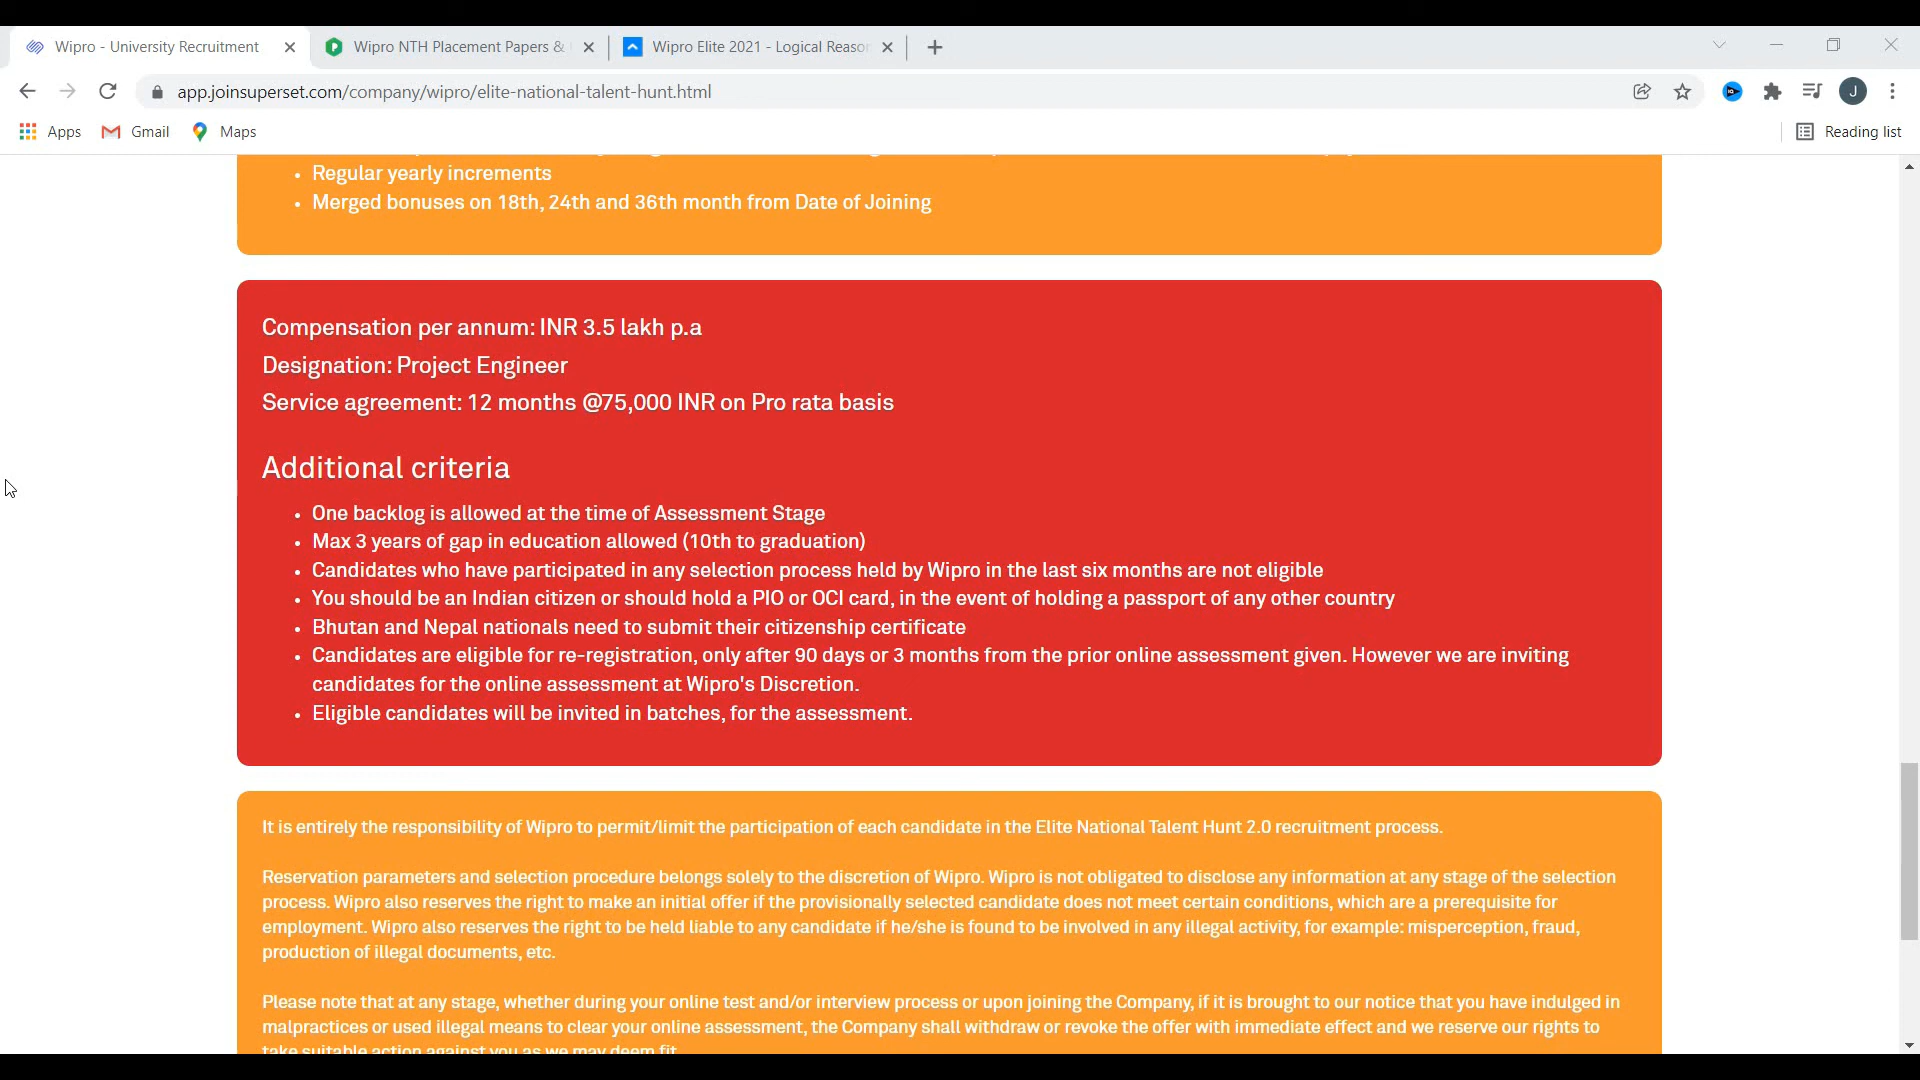 Wipro - University Recruitment
Wipro NTH Placement Papers &
Wipro Elite 2021 - Logical Reason
app.joinsuperset.com/company/wipro/elite-national-talent-hunt.html
J
Apps
Gmail
Maps
Reading list
• Regular yearly increments
• Merged bonuses on 18th, 24th and 36th month from Date of Joining
Compensation per annum: INR 3.5 lakh p.a
Designation: Project Engineer
Service agreement: 12 months @75,000 INR on Pro rata basis
Additional criteria
• One backlog is allowed at the time of Assessment Stage
• Max 3 years of gap in education allowed (10th to graduation)
• Candidates who have participated in any selection process held by Wipro in the last six months are not eligible
• You should be an Indian citizen or should hold a PIO or OCI card, in the event of holding a passport of any other country
• Bhutan and Nepal nationals need to submit their citizenship certificate
• Candidates are eligible for re-registration, only after 90 days or 3 months from the prior online assessment given. However we are inviting
candidates for the online assessment at Wipro's Discretion.
• Eligible candidates will be invited in batches, for the assessment.
It is entirely the responsibility of Wipro to permit/limit the participation of each candidate in the Elite National Talent Hunt 2.0 recruitment process.
Reservation parameters and selection procedure belongs solely to the discretion of Wipro. Wipro is not obligated to disclose any information at any stage of the selection
process. Wipro also reserves the right to make an initial offer if the provisionally selected candidate does not meet certain conditions, which are a prerequisite for
employment. Wipro also reserves the right to be held liable to any candidate if he/she is found to be involved in any illegal activity, for example: misperception, fraud,
production of illegal documents, etc.
Please note that at any stage, whether during your online test and/or interview process or upon joining the Company, if it is brought to our notice that you have indulged in
malpractices or used illegal means to clear your online assessment, the Company shall withdraw or revoke the offer with immediate effect and we reserve our rights to
take suitable action against you as we may deem fit